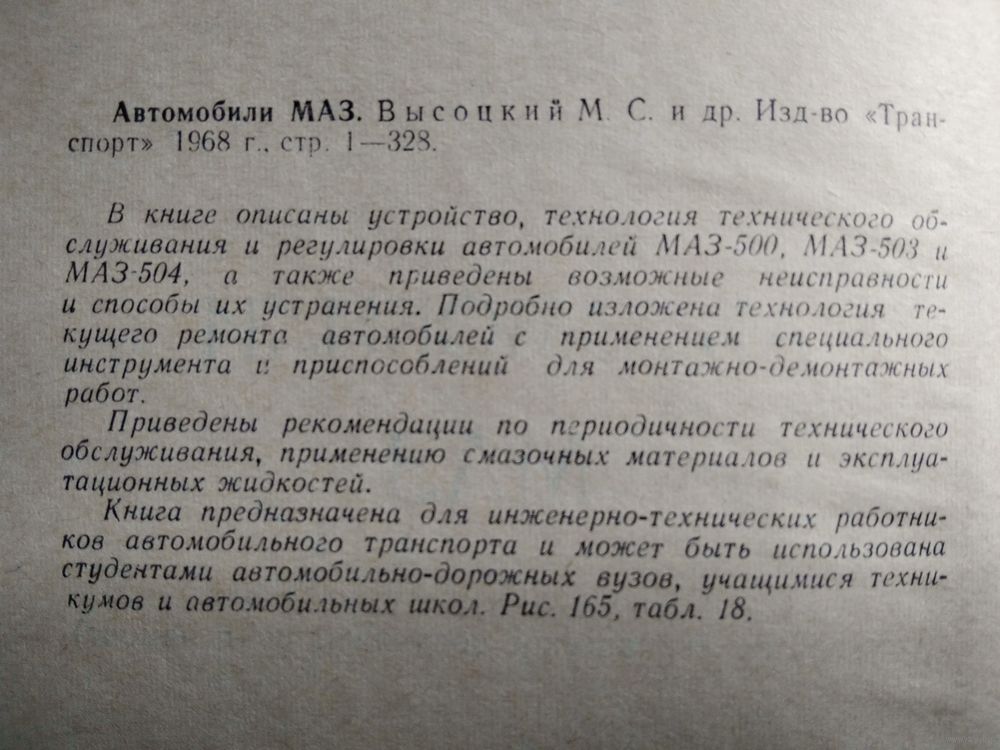 Автомобили МАЗ. Высоцкий М. С. и др. Изд-во «Тран-
спорт» 1968 г., стр. 1—328.
В книге описаны устройство, технология технического об-
служивания и регулировки автомобилей МАЗ-500, МАЗ-503 и
МАЗ-504, а также приведены возможные неисправности
и способы их устранения. Подробно изложена технология те-
кущего ремонта автомобилей с применением специального
инструмента и приспособлений для монтажно-демонтажных
работ.
Приведены рекомендации по периодичности технического
обслуживания, применению смазочных материалов и эксплуа-
тационных жидкостей.
Книга предназначена для инженерно-технических работни-
ков автомобильного транспорта и может быть использована
студентами автомобильно-дорожных вузов, учащимися техни-
кумов и автомобильных школ. Рис. 165, табл. 18.